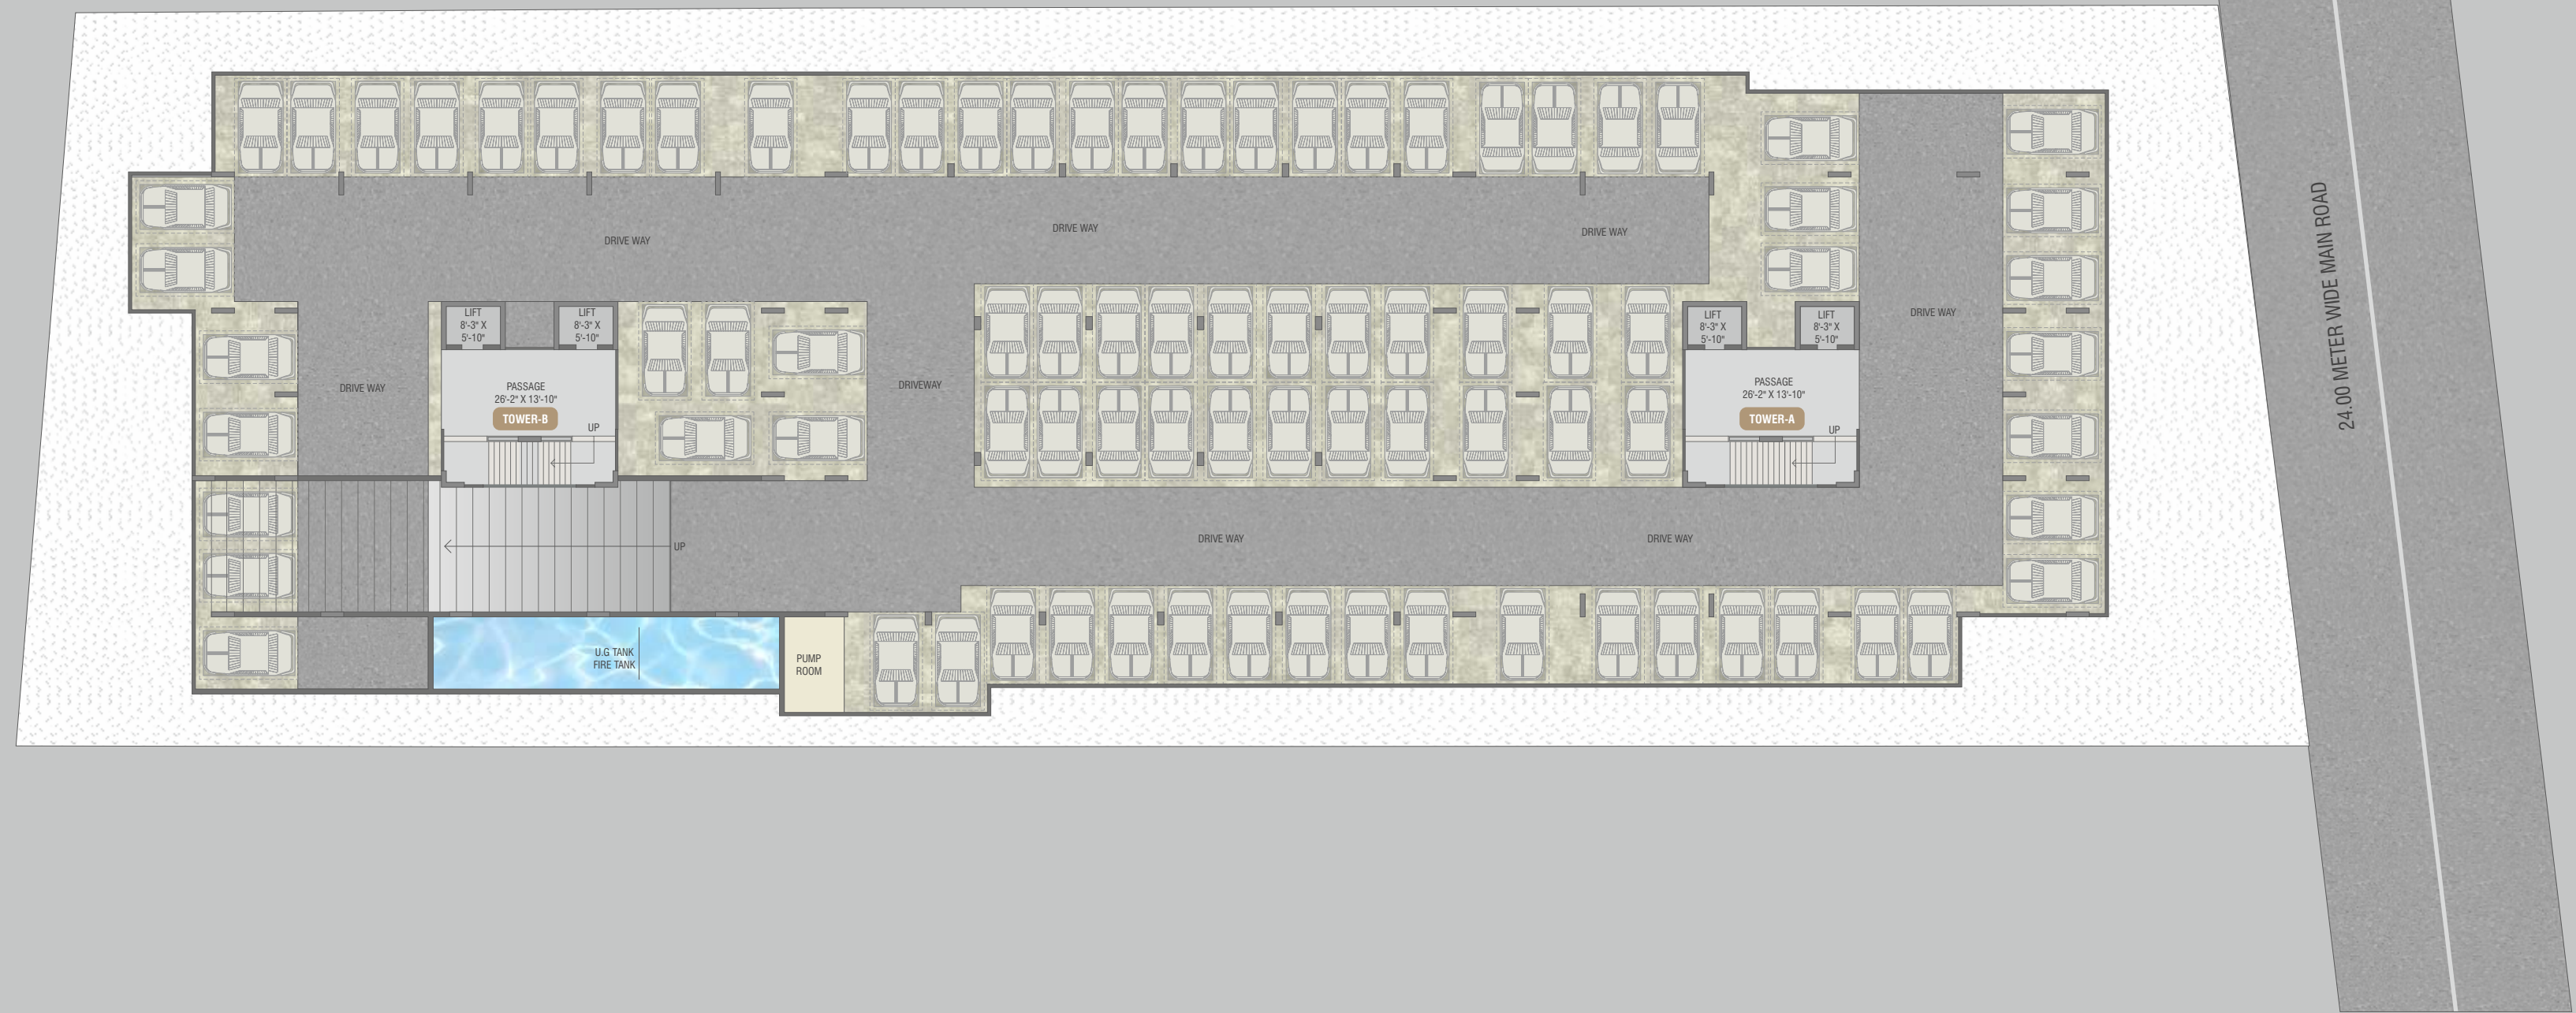 DRIVE WAY
DRIVE WAY
DRIVE WAY
24.00 METER WIDE MAIN ROAD
LIFT
8'-3" X
5'-10"
LIFT
8'-3" X
5'-10"
LIFT
8'-3" X
5'-10"
LIFT
8'-3" X
5'-10"
DRIVE WAY
DRIVE WAY
PASSAGE
26'-2" X 13'-10"
TOWER-B
UP
DRIVEWAY
PASSAGE
26'-2" X 13'-10"
TOWER-A
UP
UP
DRIVE WAY
DRIVE WAY
U.G TANK
FIRE TANK
PUMP
ROOM